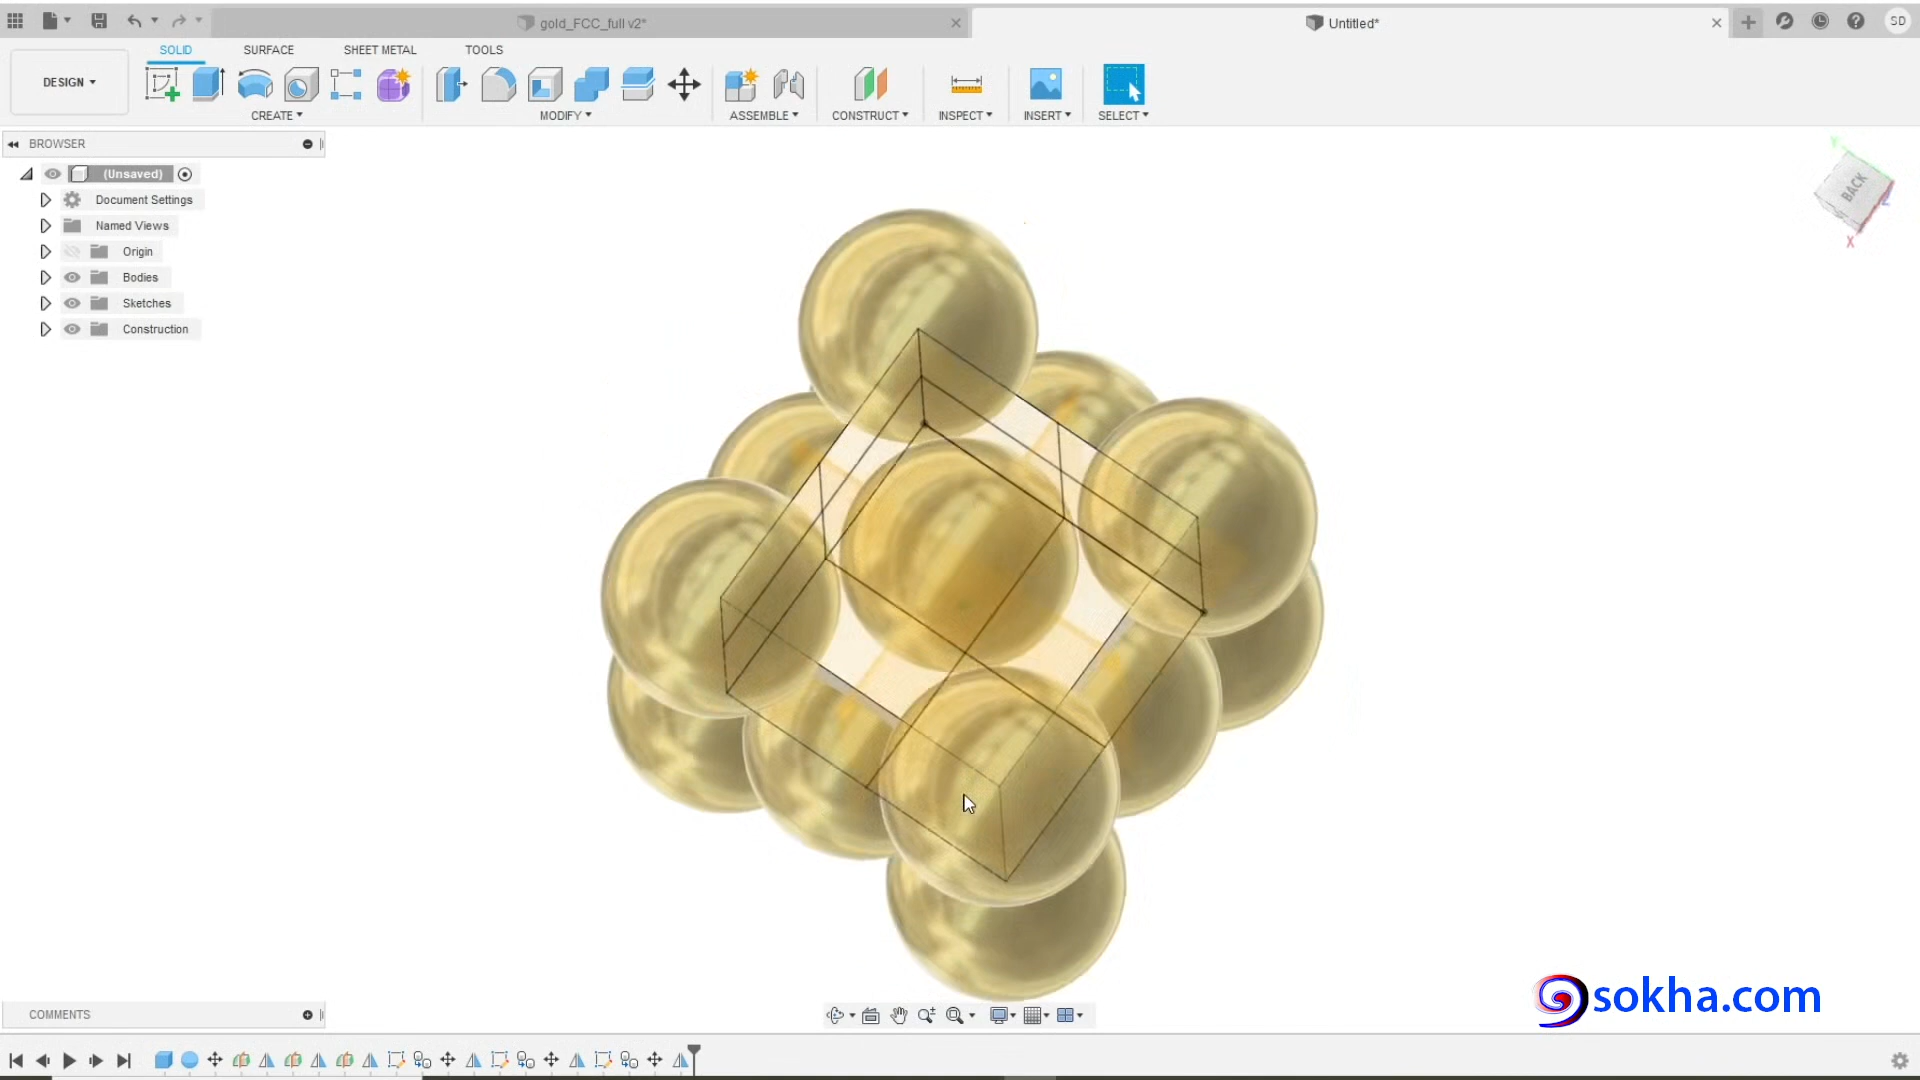 gold_FCC_full v2*
Untitled*
SD
DESIGN
SOLID
SURFACE
SHEET METAL
TOOLS
CREATE
MODIFY
ASSEMBLE
CONSTRUCT
INSPECT
INSERT
SELECT
BROWSER
(Unsaved)
Document Settings
Named Views
Origin
Bodies
Sketches
Construction
Y
BACK
Z
X
sokha.com
COMMENTS